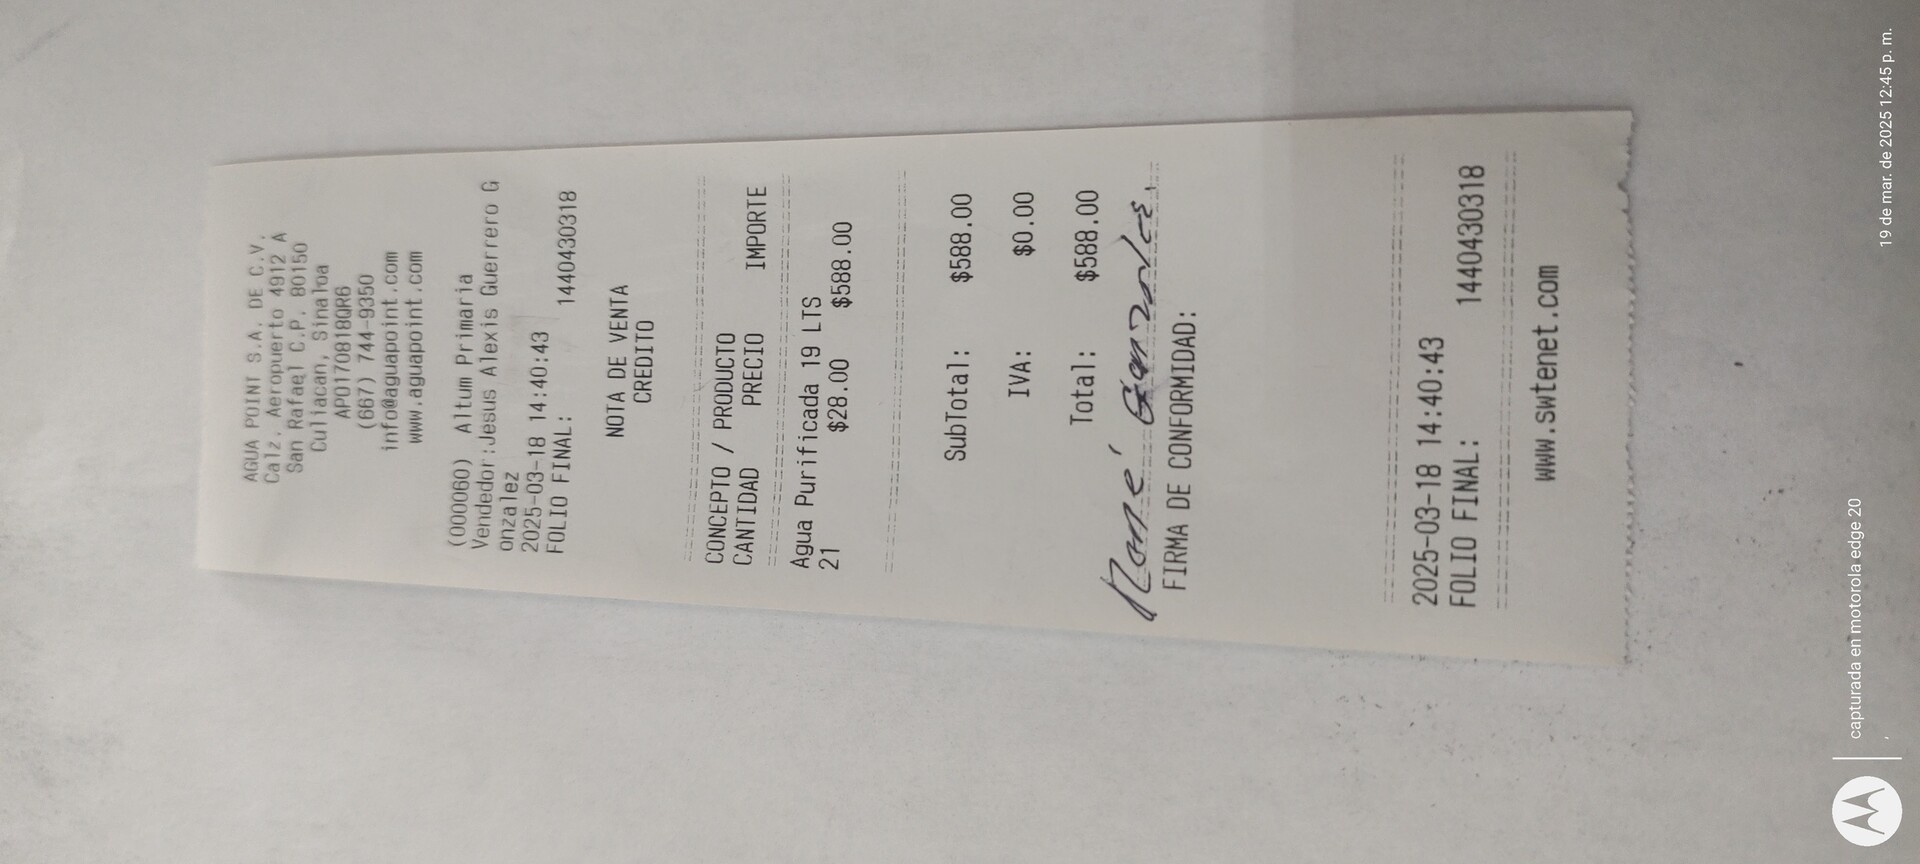 AGUA POINT S.A. DE C.V.
Calz. Aeropuerto 4912 A
San Rafael C.P. 80150
Culiacan, Sinaloa
APO170818QR6
(667) 744-9350
info@aguapoint.com
www.aguapoint.com
(000060) Altum Primaria
Vendedor:Jesus Alexis Guerrero G
onzalez
2025-03-18 14:40:43
FOLIO FINAL: 1440430318
NOTA DE VENTA
CREDITO
CONCEPTO / PRODUCTO
CANTIDAD PRECIO IMPORTE
Agua Purificada 19 LTS
21 $28.00 $588.00
SubTotal: $588.00
IVA: $0.00
Total: $588.00
René González
FIRMA DE CONFORMIDAD:
2025-03-18 14:40:43
FOLIO FINAL: 1440430318
www.swtenet.com
capturada en motorola edge 20
19 de mar. de 2025 12:45 p. m.